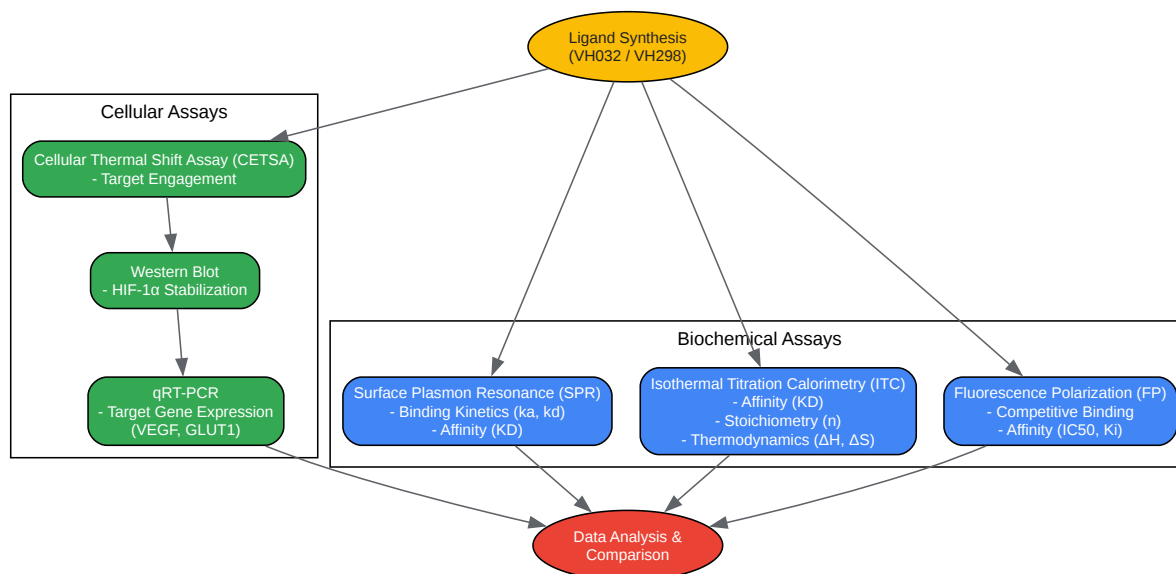 Ligand Synthesis
(VH032 / VH298)
Cellular Assays
Cellular Thermal Shift Assay (CETSA)
- Target Engagement
Western Blot
- HIF-1α Stabilization
qRT-PCR
- Target Gene Expression
(VEGF, GLUT1)
Biochemical Assays
Surface Plasmon Resonance (SPR)
- Binding Kinetics (ka, kd)
- Affinity (KD)
Isothermal Titration Calorimetry (ITC)
- Affinity (KD)
- Stoichiometry (n)
- Thermodynamics (ΔH, ΔS)
Fluorescence Polarization (FP)
- Competitive Binding
- Affinity (IC50, Ki)
Data Analysis &
Comparison